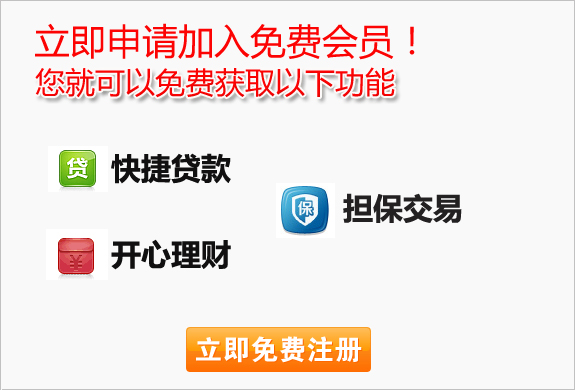 立即申请加入免费会员！
您就可以免费获取以下功能
贷 快捷贷款
保 担保交易
¥ 开心理财
立即免费注册